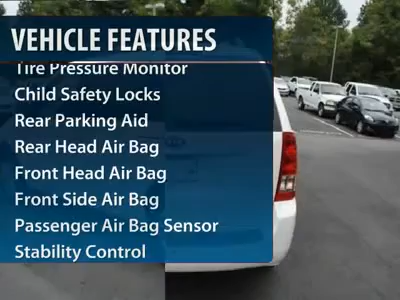 VEHICLE FEATURES
Tire Pressure Monitor
Child Safety Locks
Rear Parking Aid
Rear Head Air Bag
Front Head Air Bag
Front Side Air Bag
Passenger Air Bag Sensor
Stability Control